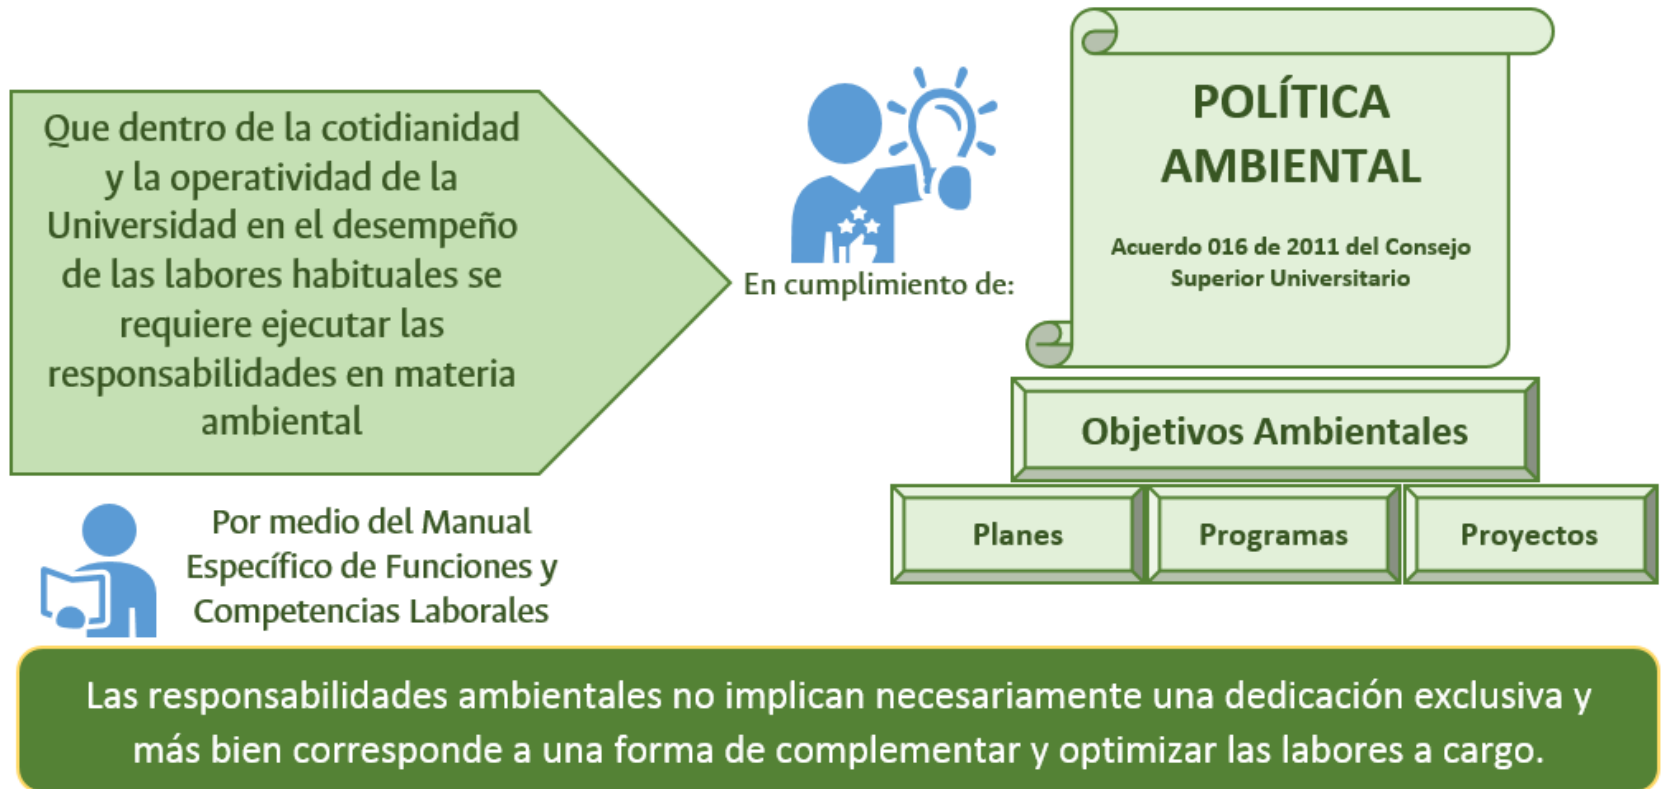 Que dentro de la cotidianidad
y la operatividad de la
Universidad en el desempeño
de las labores habituales se
requiere ejecutar las
responsabilidades en materia
ambiental
En cumplimiento de:
POLÍTICA
AMBIENTAL
Acuerdo 016 de 2011 del Consejo
Superior Universitario
Objetivos Ambientales
Planes
Programas
Proyectos
Por medio del Manual
Específico de Funciones y
Competencias Laborales
Las responsabilidades ambientales no implican necesariamente una dedicación exclusiva y
más bien corresponde a una forma de complementar y optimizar las labores a cargo.